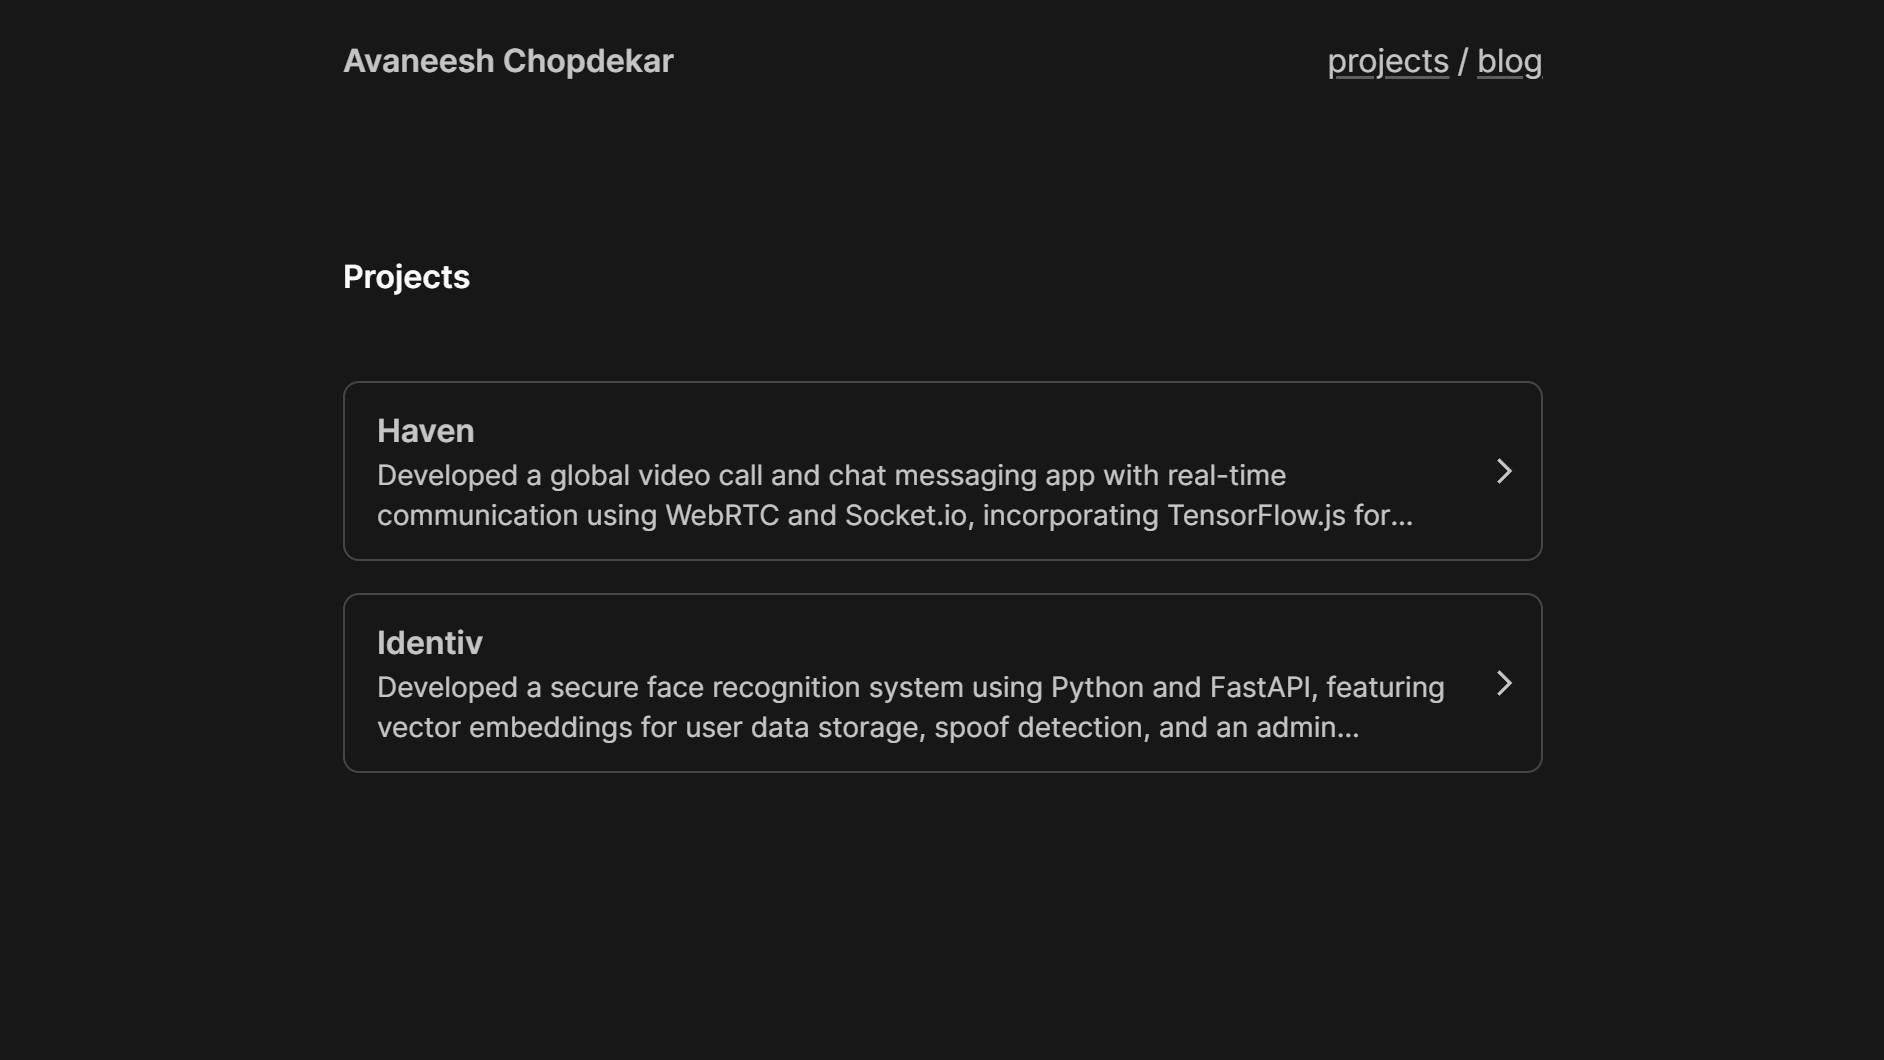 Avaneesh Chopdekar
projects / blog
Projects
Haven
Developed a global video call and chat messaging app with real-time
communication using WebRTC and Socket.io, incorporating TensorFlow.js for...
Identiv
Developed a secure face recognition system using Python and FastAPI, featuring
vector embeddings for user data storage, spoof detection, and an admin...